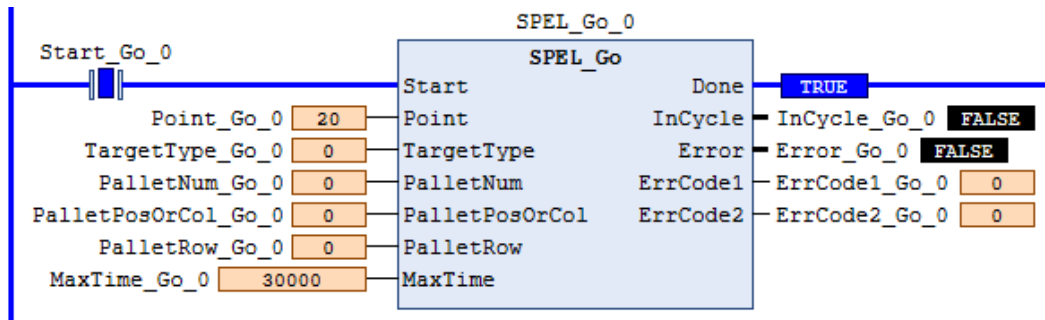 SPEL_Go_0
Start_Go_0
SPEL_Go
Start Done TRUE
Point_Go_0 20 Point InCycle InCycle_Go_0 FALSE
TargetType_Go_0 0 TargetType Error Error_Go_0 FALSE
PalletNum_Go_0 0 PalletNum ErrCode1 ErrCode1_Go_0 0
PalletPosOrCol_Go_0 0 PalletPosOrCol ErrCode2 ErrCode2_Go_0 0
PalletRow_Go_0 0 PalletRow
MaxTime_Go_0 30000 MaxTime